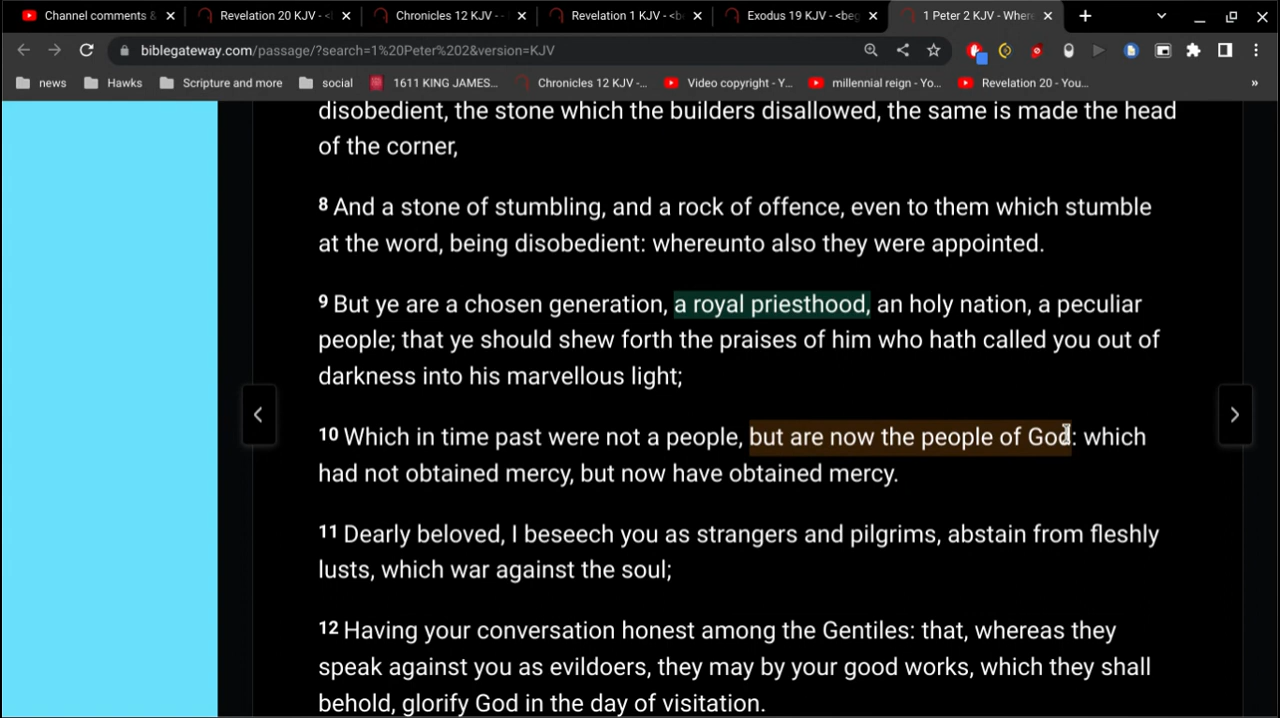 Channel comments &
Revelation 20 KJV - <l
Chronicles 12 KJV - -
Revelation 1 KJV - <b
Exodus 19 KJV - <beg
1 Peter 2 KJV - Where
biblegateway.com/passage/?search=1%20Peter%202&version=KJV
news
Hawks
Scripture and more
social
1611 KING JAMES...
Chronicles 12 KJV -...
Video copyright - Y...
millennial reign - Yo...
Revelation 20 - You...
»
disobedient, the stone which the builders disallowed, the same is made the head
of the corner,
8 And a stone of stumbling, and a rock of offence, even to them which stumble
at the word, being disobedient: whereunto also they were appointed.
9 But ye are a chosen generation, a royal priesthood, an holy nation, a peculiar
people; that ye should shew forth the praises of him who hath called you out of
darkness into his marvellous light;
10 Which in time past were not a people, but are now the people of God: which
had not obtained mercy, but now have obtained mercy.
11 Dearly beloved, I beseech you as strangers and pilgrims, abstain from fleshly
lusts, which war against the soul;
12 Having your conversation honest among the Gentiles: that, whereas they
speak against you as evildoers, they may by your good works, which they shall
behold, glorify God in the day of visitation.